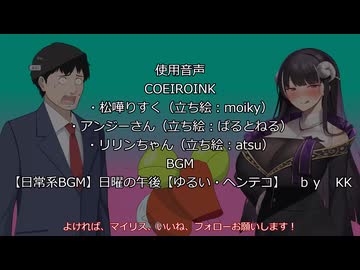 使用音声
COEIROINK
・松嘩りすく（立ち絵：moiky）
・アンジーさん（立ち絵：ぱるとねる）
・リリンちゃん（立ち絵：atsu）
BGM
【日常系BGM】日曜の午後【ゆるい・ヘンテコ】　ｂｙ　KK
よければ、マイリス、いいね、フォローお願いします！